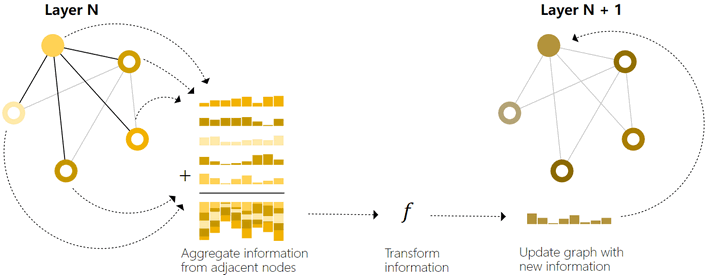 Layer N
Layer N + 1
+
f
Aggregate information
from adjacent nodes
Transform
information
Update graph with
new information